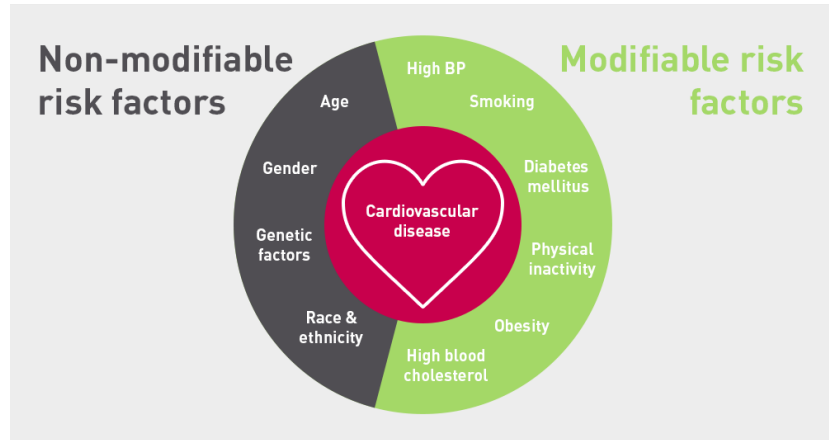 Non-modifiable
risk factors
Modifiable risk
factors
Age
Gender
Genetic
factors
Race &
ethnicity
High BP
Smoking
Diabetes
mellitus
Physical
inactivity
Obesity
High blood
cholesterol
Cardiovascular
disease